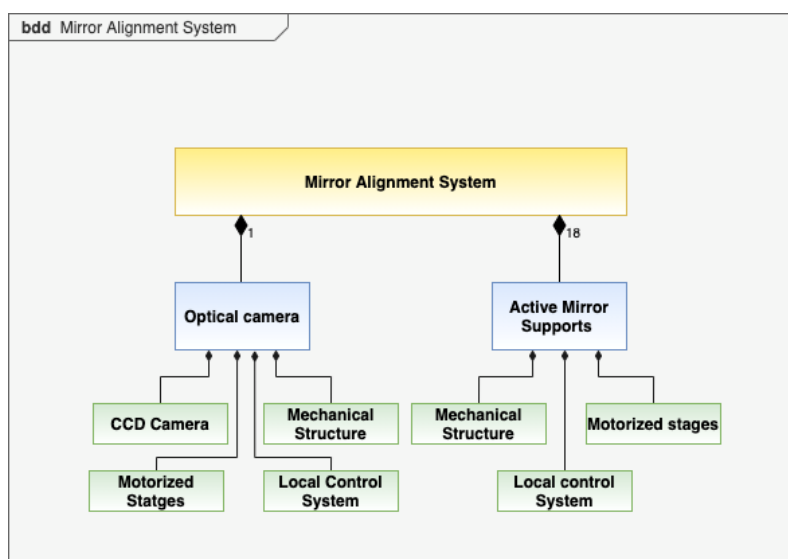 bdd Mirror Alignment System
Mirror Alignment System
1
18
Optical camera
Active Mirror
Supports
CCD Camera
Mechanical
Structure
Mechanical
Structure
Motorized stages
Motorized
Statges
Local Control
System
Local control
System